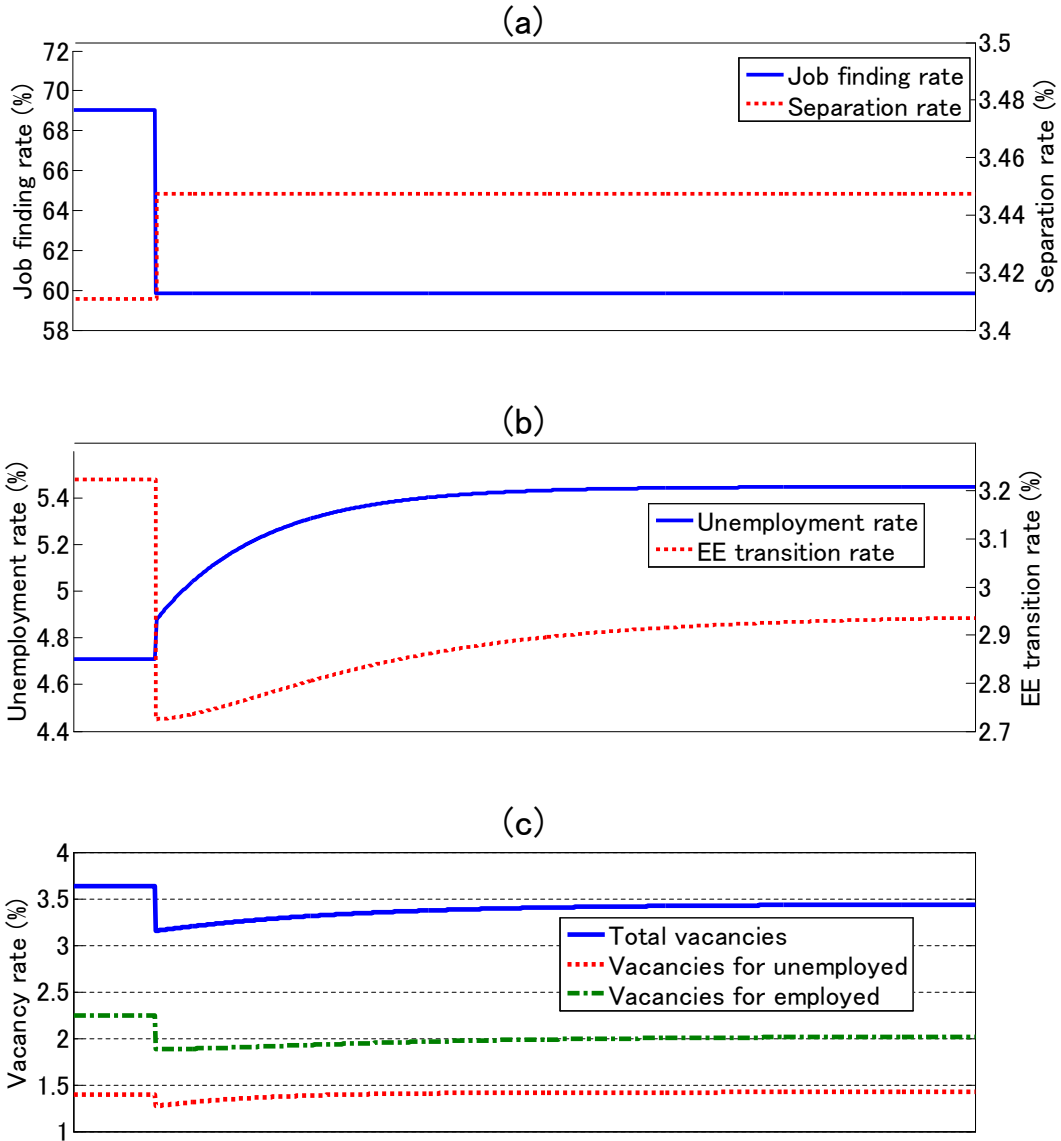 (a)
Job finding rate (%)
72
70
68
66
64
62
60
58
Job finding rate
Separation rate
3.5
3.48
3.46
3.44
3.42
3.4
Separation rate (%)
(b)
Unemployment rate (%)
5.4
5.2
5
4.8
4.6
4.4
Unemployment rate
EE transition rate
3.2
3.1
3
2.9
2.8
2.7
EE transition rate (%)
(c)
Vacancy rate (%)
4
3.5
3
2.5
2
1.5
1
Total vacancies
Vacancies for unemployed
Vacancies for employed